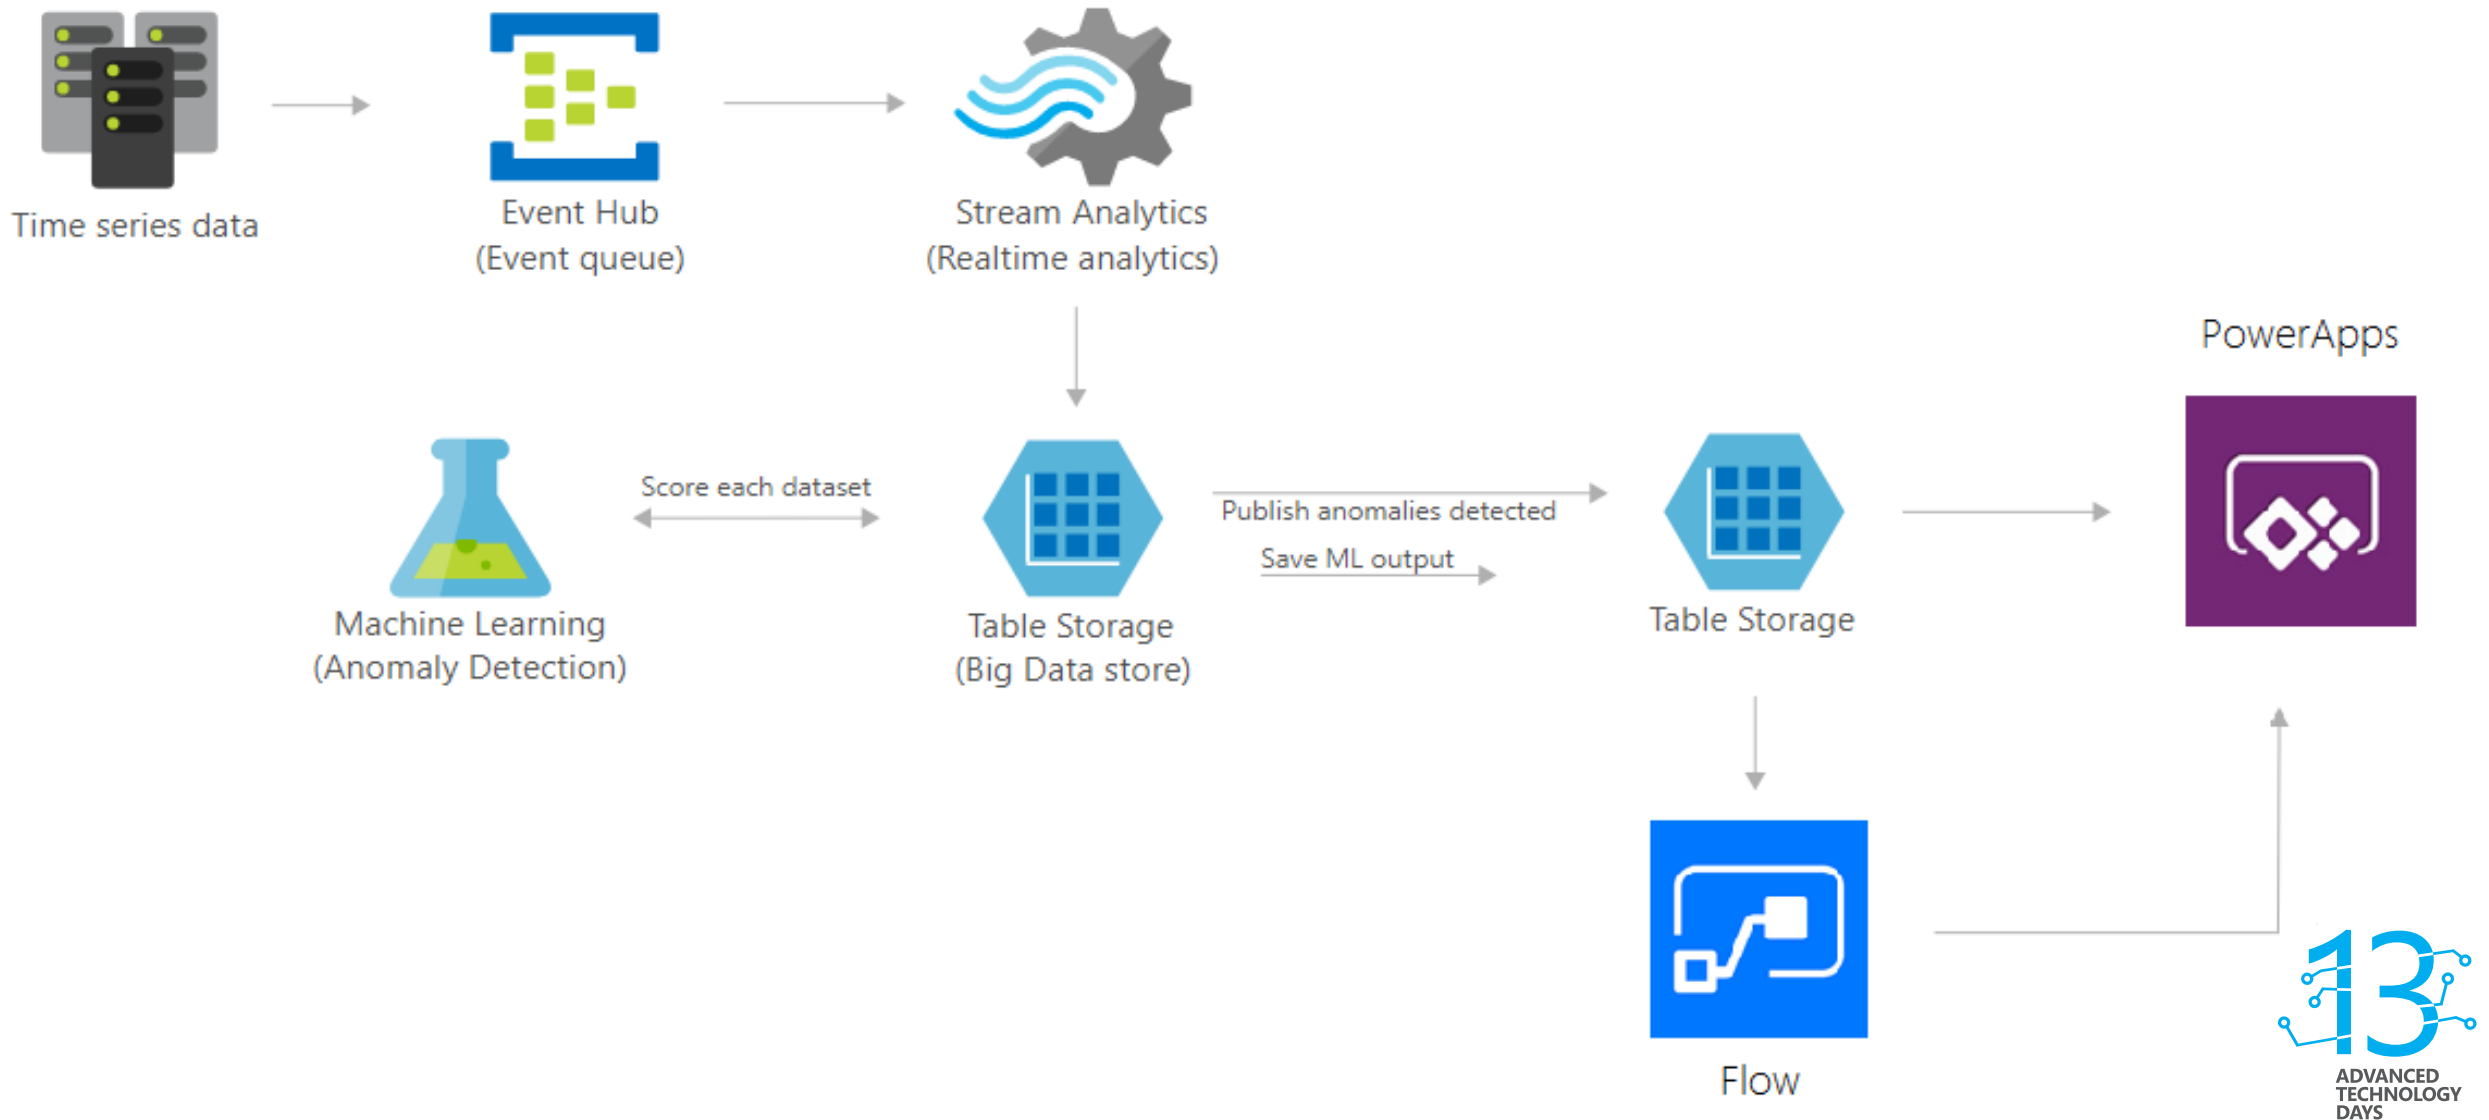 Time series data
Event Hub
(Event queue)
Stream Analytics
(Realtime analytics)
PowerApps
Score each dataset
Publish anomalies detected
Save ML output
Machine Learning
(Anomaly Detection)
Table Storage
(Big Data store)
Table Storage
Flow
13
ADVANCED
TECHNOLOGY
DAYS